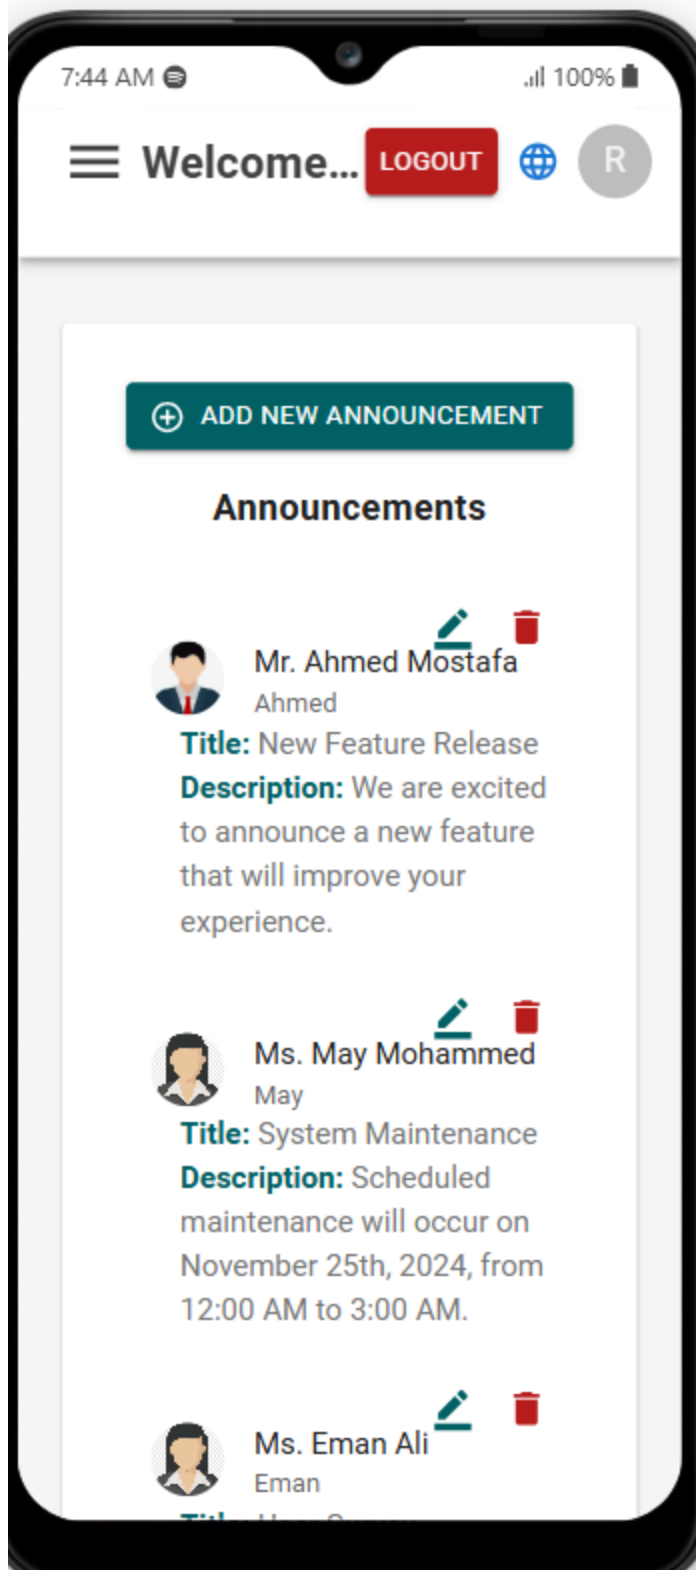 7:44 AM
100%
Welcome...
LOGOUT
R
ADD NEW ANNOUNCEMENT
Announcements
Mr. Ahmed Mostafa
Ahmed
Title: New Feature Release
Description: We are excited
to announce a new feature
that will improve your
experience.
Ms. May Mohammed
May
Title: System Maintenance
Description: Scheduled
maintenance will occur on
November 25th, 2024, from
12:00 AM to 3:00 AM.
Ms. Eman Ali
Eman